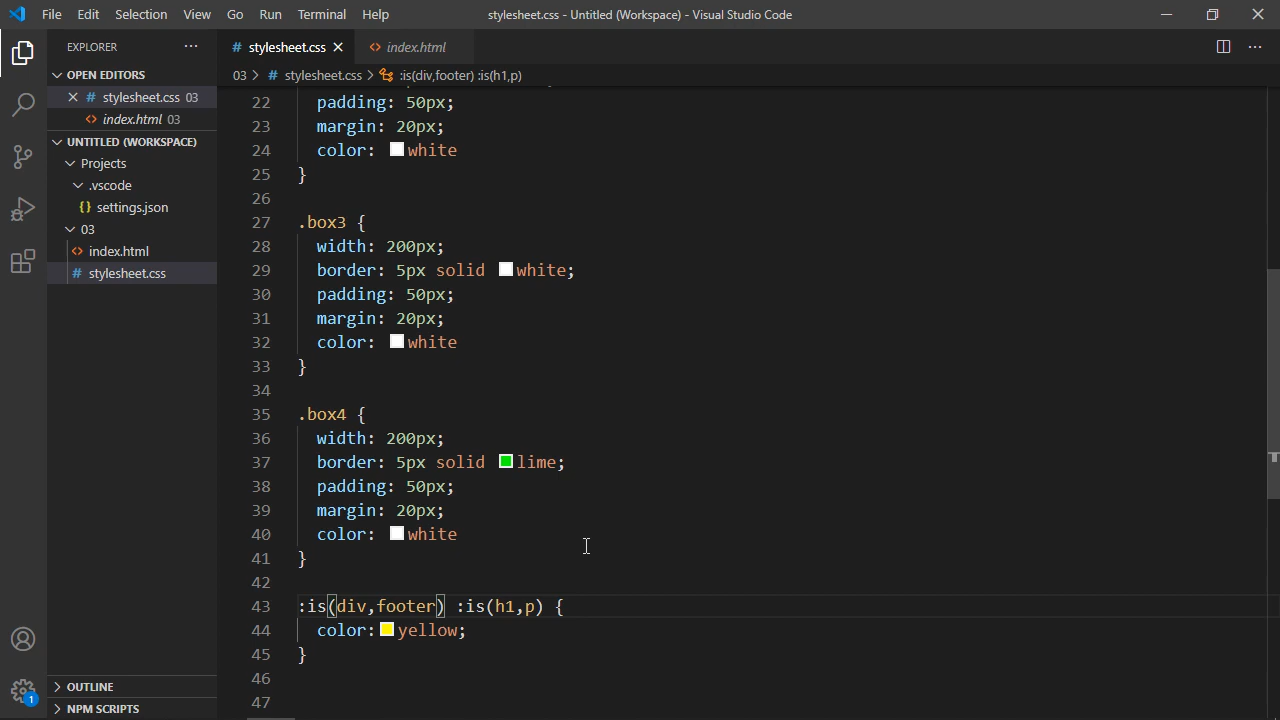 File Edit Selection View Go Run Terminal Help stylesheet.css - Untitled (Workspace) - Visual Studio Code
EXPLORER ··· # stylesheet.css × <> index.html ···
OPEN EDITORS
× # stylesheet.css 03
<> index.html 03
UNTITLED (WORKSPACE)
Projects
.vscode
{} settings.json
03
<> index.html
# stylesheet.css
OUTLINE
NPM SCRIPTS
1
03 > # stylesheet.css > :is(div,footer) :is(h1,p)
22 padding: 50px;
23 margin: 20px;
24 color: white
25 }
26
27 .box3 {
28 width: 200px;
29 border: 5px solid white;
30 padding: 50px;
31 margin: 20px;
32 color: white
33 }
34
35 .box4 {
36 width: 200px;
37 border: 5px solid lime;
38 padding: 50px;
39 margin: 20px;
40 color: white
41 }
42
43 :is(div,footer) :is(h1,p) {
44 color: yellow;
45 }
46
47